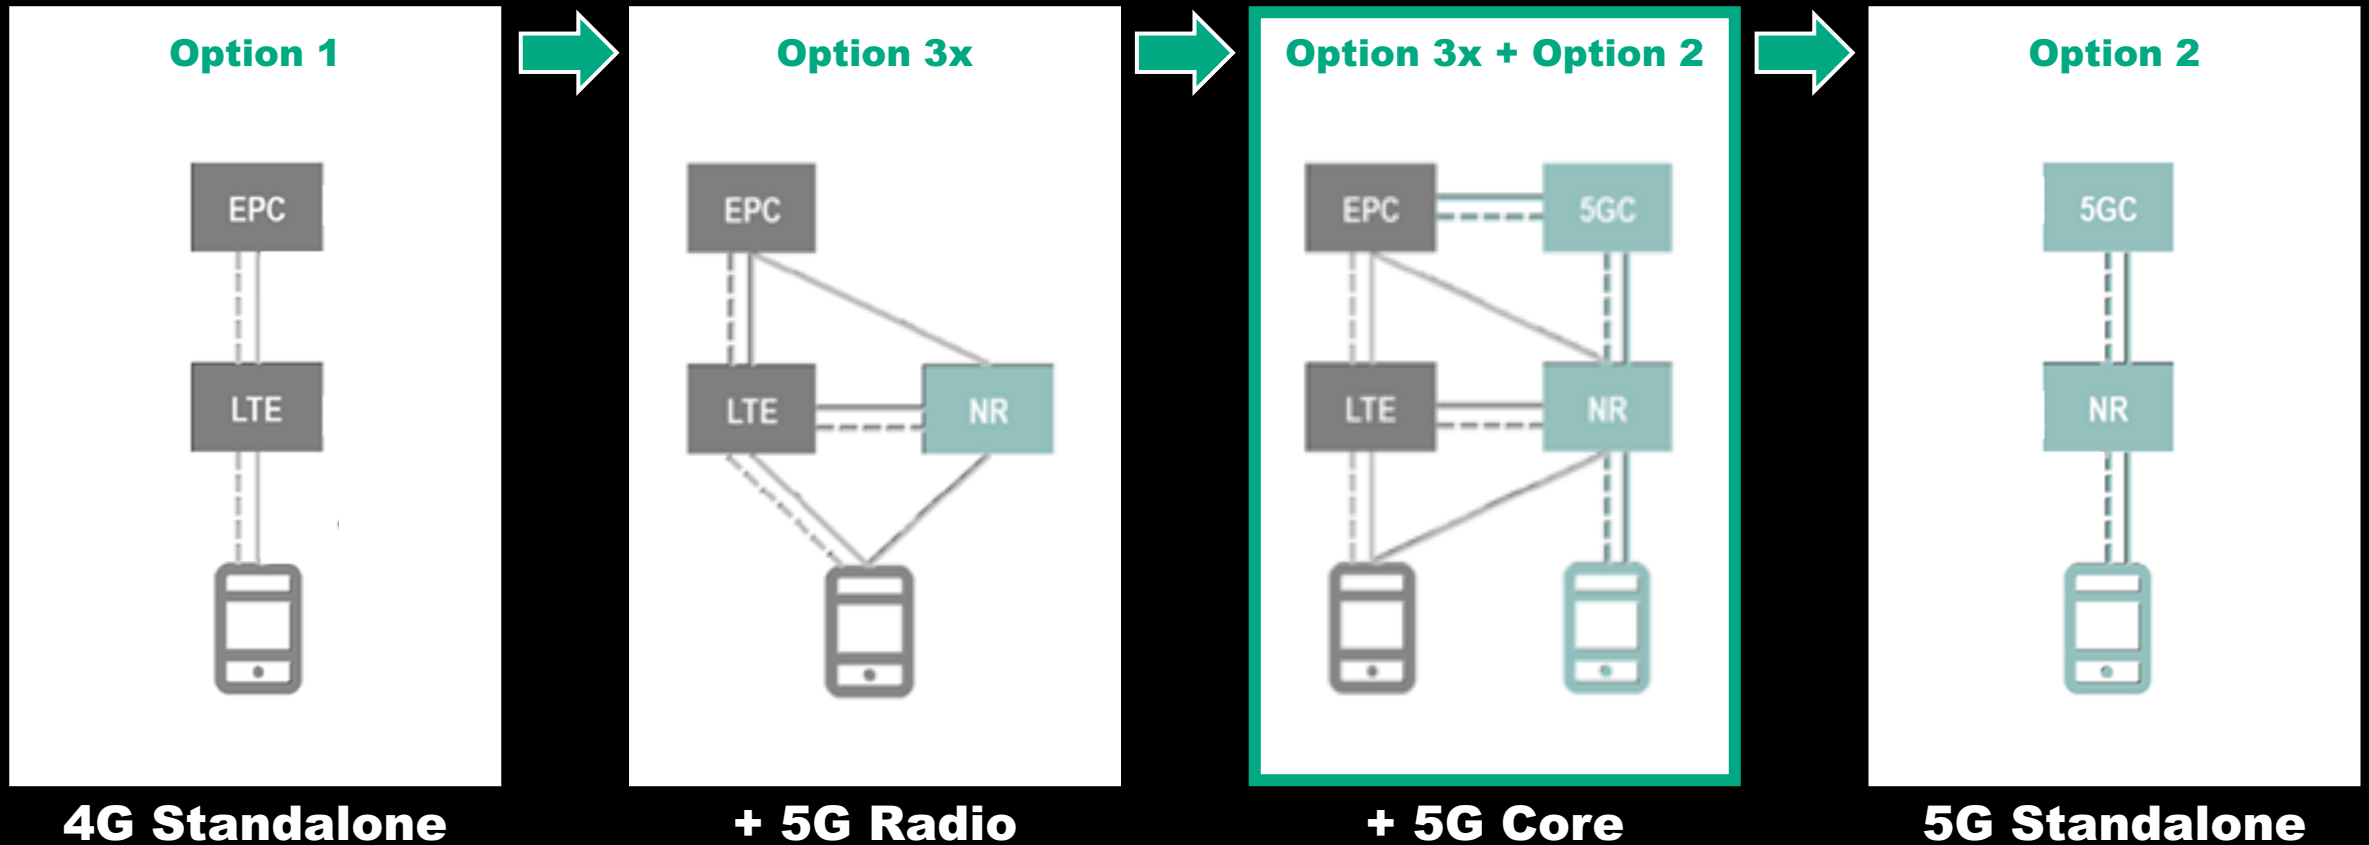 Option 1
EPC
LTE
4G Standalone
Option 3x
EPC
LTE NR
+ 5G Radio
Option 3x + Option 2
EPC 5GC
LTE NR
+ 5G Core
Option 2
5GC
NR
5G Standalone